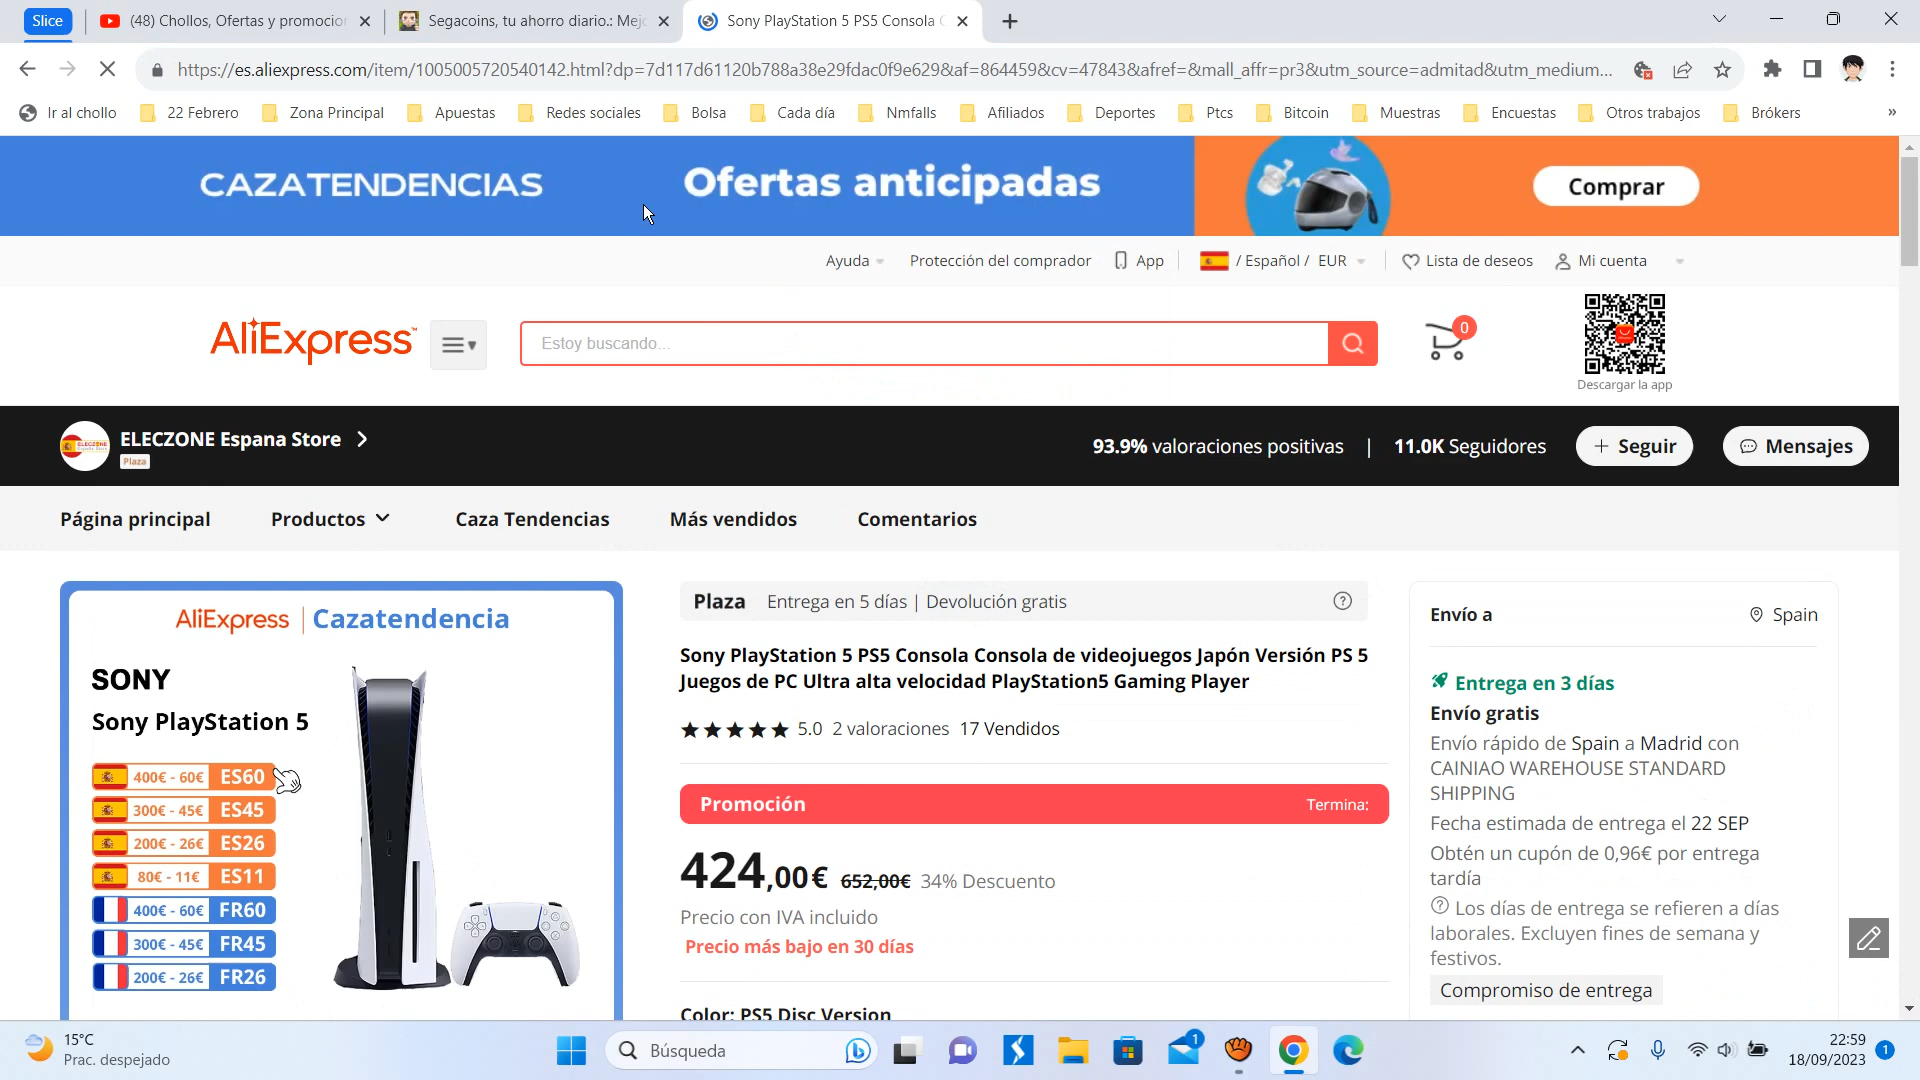 Slice
(48) Chollos, Ofertas y promocion
Segacoins, tu ahorro diario.: Mejo
Sony PlayStation 5 PS5 Consola C
https://es.aliexpress.com/item/1005005720540142.html?dp=7d117d61120b788a38e29fdac0f9e629&af=864459&cv=47843&afref=&mall_affr=pr3&utm_source=admitad&utm_medium...
Ir al chollo
22 Febrero
Zona Principal
Apuestas
Redes sociales
Bolsa
Cada día
Nmfalls
Afiliados
Deportes
Ptcs
Bitcoin
Muestras
Encuestas
Otros trabajos
Brókers
»
CAZATENDENCIAS
Ofertas anticipadas
Comprar
Ayuda
Protección del comprador
App
/ Español / EUR
Lista de deseos
Mi cuenta
AliExpress
Estoy buscando...
0
Descargar la app
ELECZONE Espana Store
Plaza
93.9% valoraciones positivas | 11.0K Seguidores
+ Seguir
Mensajes
Página principal
Productos
Caza Tendencias
Más vendidos
Comentarios
AliExpress | Cazatendencia
SONY
Sony PlayStation 5
400€ - 60€ ES60
300€ - 45€ ES45
200€ - 26€ ES26
80€ - 11€ ES11
400€ - 60€ FR60
300€ - 45€ FR45
200€ - 26€ FR26
Plaza Entrega en 5 días | Devolución gratis
Sony PlayStation 5 PS5 Consola Consola de videojuegos Japón Versión PS 5
Juegos de PC Ultra alta velocidad PlayStation5 Gaming Player
5.0 2 valoraciones 17 Vendidos
Promoción
Termina:
424,00€ 652,00€ 34% Descuento
Precio con IVA incluido
Precio más bajo en 30 días
Color: PS5 Disc Version
Envío a
Spain
Entrega en 3 días
Envío gratis
Envío rápido de Spain a Madrid con
CAINIAO WAREHOUSE STANDARD
SHIPPING
Fecha estimada de entrega el 22 SEP
Obtén un cupón de 0,96€ por entrega
tardía
Los días de entrega se refieren a días
laborales. Excluyen fines de semana y
festivos.
Compromiso de entrega
15°C
Prac. despejado
Búsqueda
1
22:59
18/09/2023
1